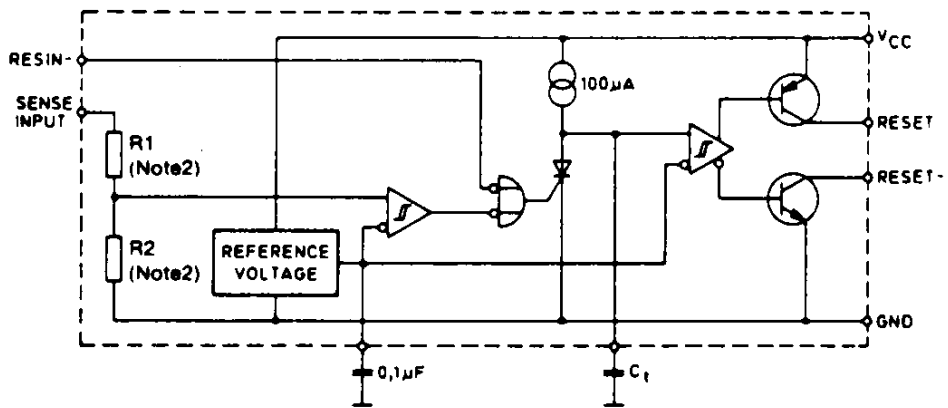 VCC
RESIN-
100µA
SENSE
INPUT
R1
(Note2)
RESET
RESET-
R2
(Note2)
REFERENCE
VOLTAGE
GND
0,1µF
Ct